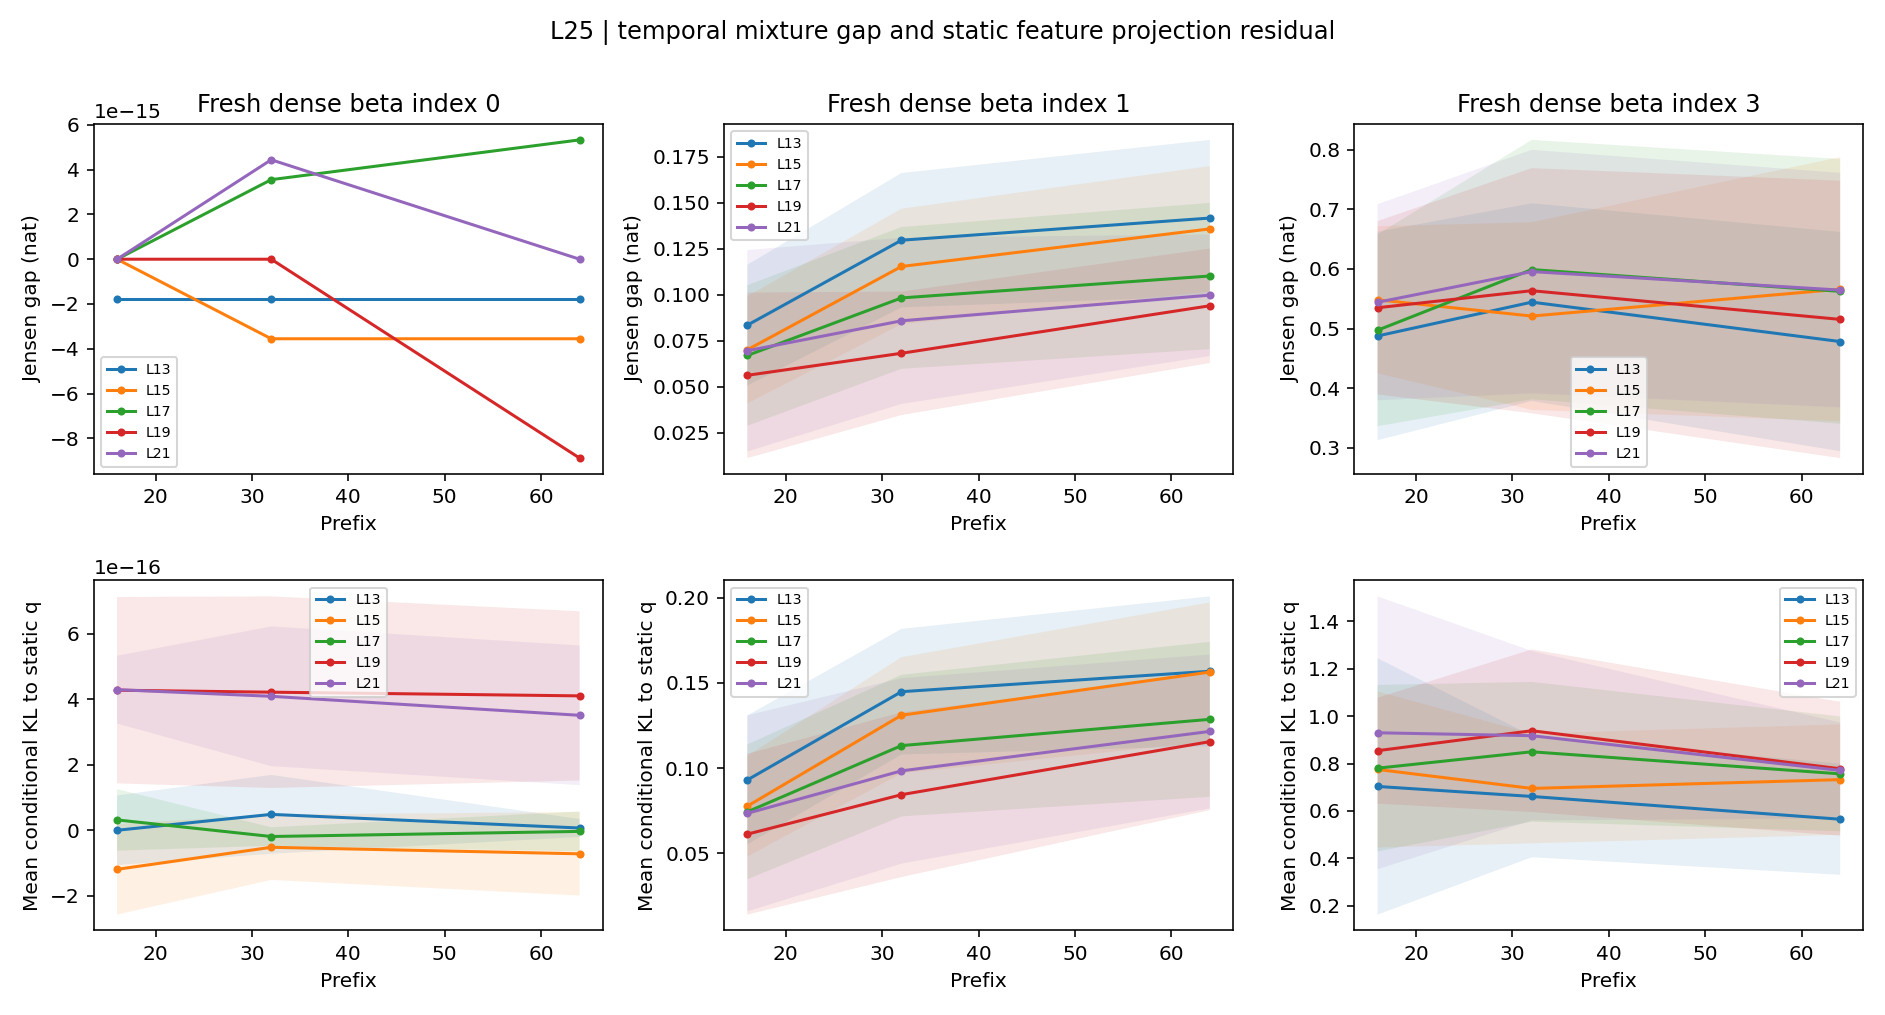 L25 | temporal mixture gap and static feature projection residual
Fresh dense beta index 0
1e−15
6
4
2
0
−2
−4
−6
−8
Jensen gap (nat)
L13
L15
L17
L19
L21
20 30 40 50 60
Prefix
Fresh dense beta index 1
0.175
0.150
0.125
0.100
0.075
0.050
0.025
Jensen gap (nat)
L13
L15
L17
L19
L21
20 30 40 50 60
Prefix
Fresh dense beta index 3
0.8
0.7
0.6
0.5
0.4
0.3
Jensen gap (nat)
L13
L15
L17
L19
L21
20 30 40 50 60
Prefix
1e−16
6
4
2
0
−2
Mean conditional KL to static q
L13
L15
L17
L19
L21
20 30 40 50 60
Prefix
0.20
0.15
0.10
0.05
Mean conditional KL to static q
L13
L15
L17
L19
L21
20 30 40 50 60
Prefix
1.4
1.2
1.0
0.8
0.6
0.4
0.2
Mean conditional KL to static q
L13
L15
L17
L19
L21
20 30 40 50 60
Prefix